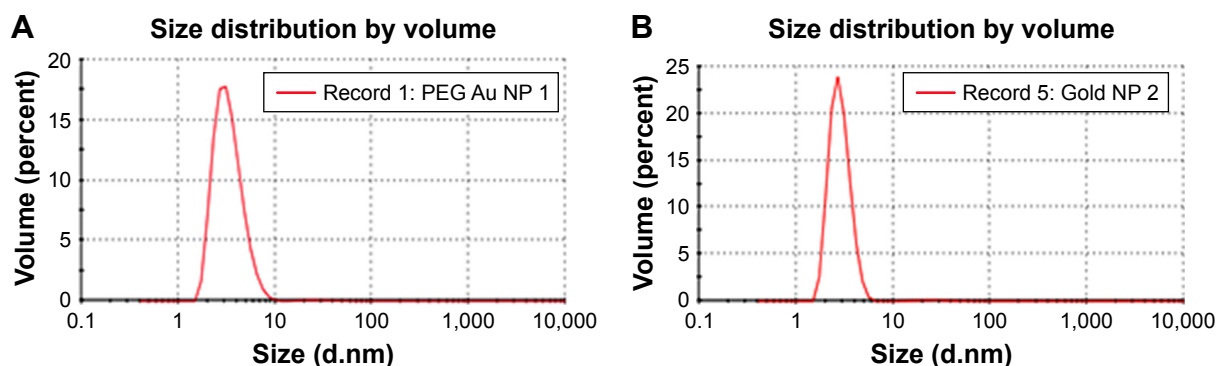 A
Size distribution by volume
Volume (percent)
20
15
10
5
0
Record 1: PEG Au NP 1
0.1 1 10 100 1,000 10,000
Size (d.nm)
B
Size distribution by volume
Volume (percent)
25
20
15
10
5
0
Record 5: Gold NP 2
0.1 1 10 100 1,000 10,000
Size (d.nm)